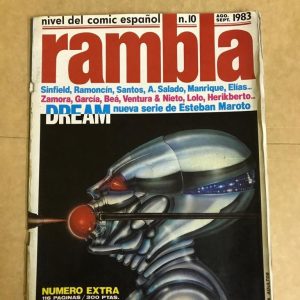 nivel del comic español n.10 AGO. SEPT. 1983
rambla
Sinfield, Ramoncín, Santos, A. Salado, Manrique, Elías...
Zamora, García, Beá, Ventura & Nieto, Lolo, Herikberto...
DREAM nueva serie de Esteban Maroto
NUMERO EXTRA
116 PAGINAS / 300 PTAS.